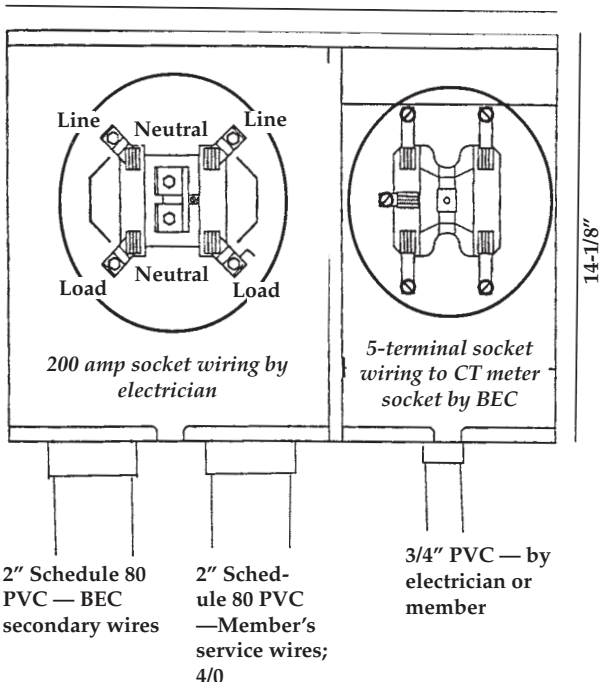 Line Neutral Line
Load Neutral Load
200 amp socket wiring by
electrician
5-terminal socket
wiring to CT meter
socket by BEC
14-1/8"
2" Schedule 80
PVC — BEC
secondary wires
2" Sched-
ule 80 PVC
—Member's
service wires;
4/0
3/4" PVC — by
electrician or
member